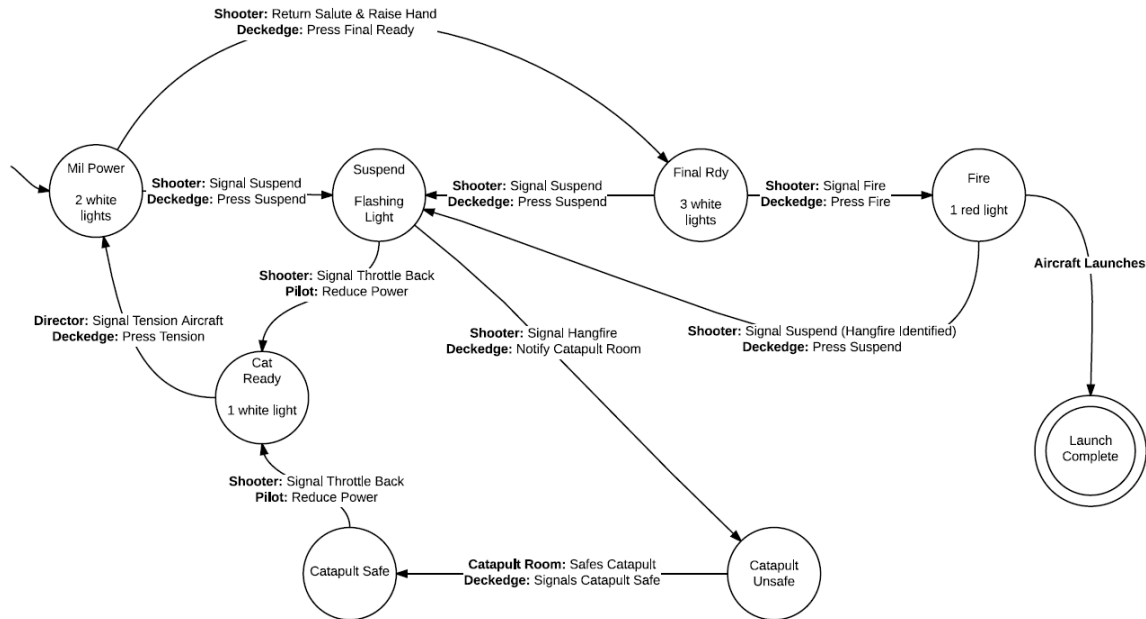 Shooter: Return Salute & Raise Hand
Deckedge: Press Final Ready
Mil Power
2 white
lights
Shooter: Signal Suspend
Deckedge: Press Suspend
Suspend
Flashing
Light
Shooter: Signal Suspend
Deckedge: Press Suspend
Final Rdy
3 white
lights
Shooter: Signal Fire
Deckedge: Press Fire
Fire
1 red light
Aircraft Launches
Shooter: Signal Throttle Back
Pilot: Reduce Power
Director: Signal Tension Aircraft
Deckedge: Press Tension
Shooter: Signal Hangfire
Deckedge: Notify Catapult Room
Shooter: Signal Suspend (Hangfire Identified)
Deckedge: Press Suspend
Cat
Ready
1 white light
Launch
Complete
Shooter: Signal Throttle Back
Pilot: Reduce Power
Catapult Safe
Catapult Room: Safes Catapult
Deckedge: Signals Catapult Safe
Catapult
Unsafe